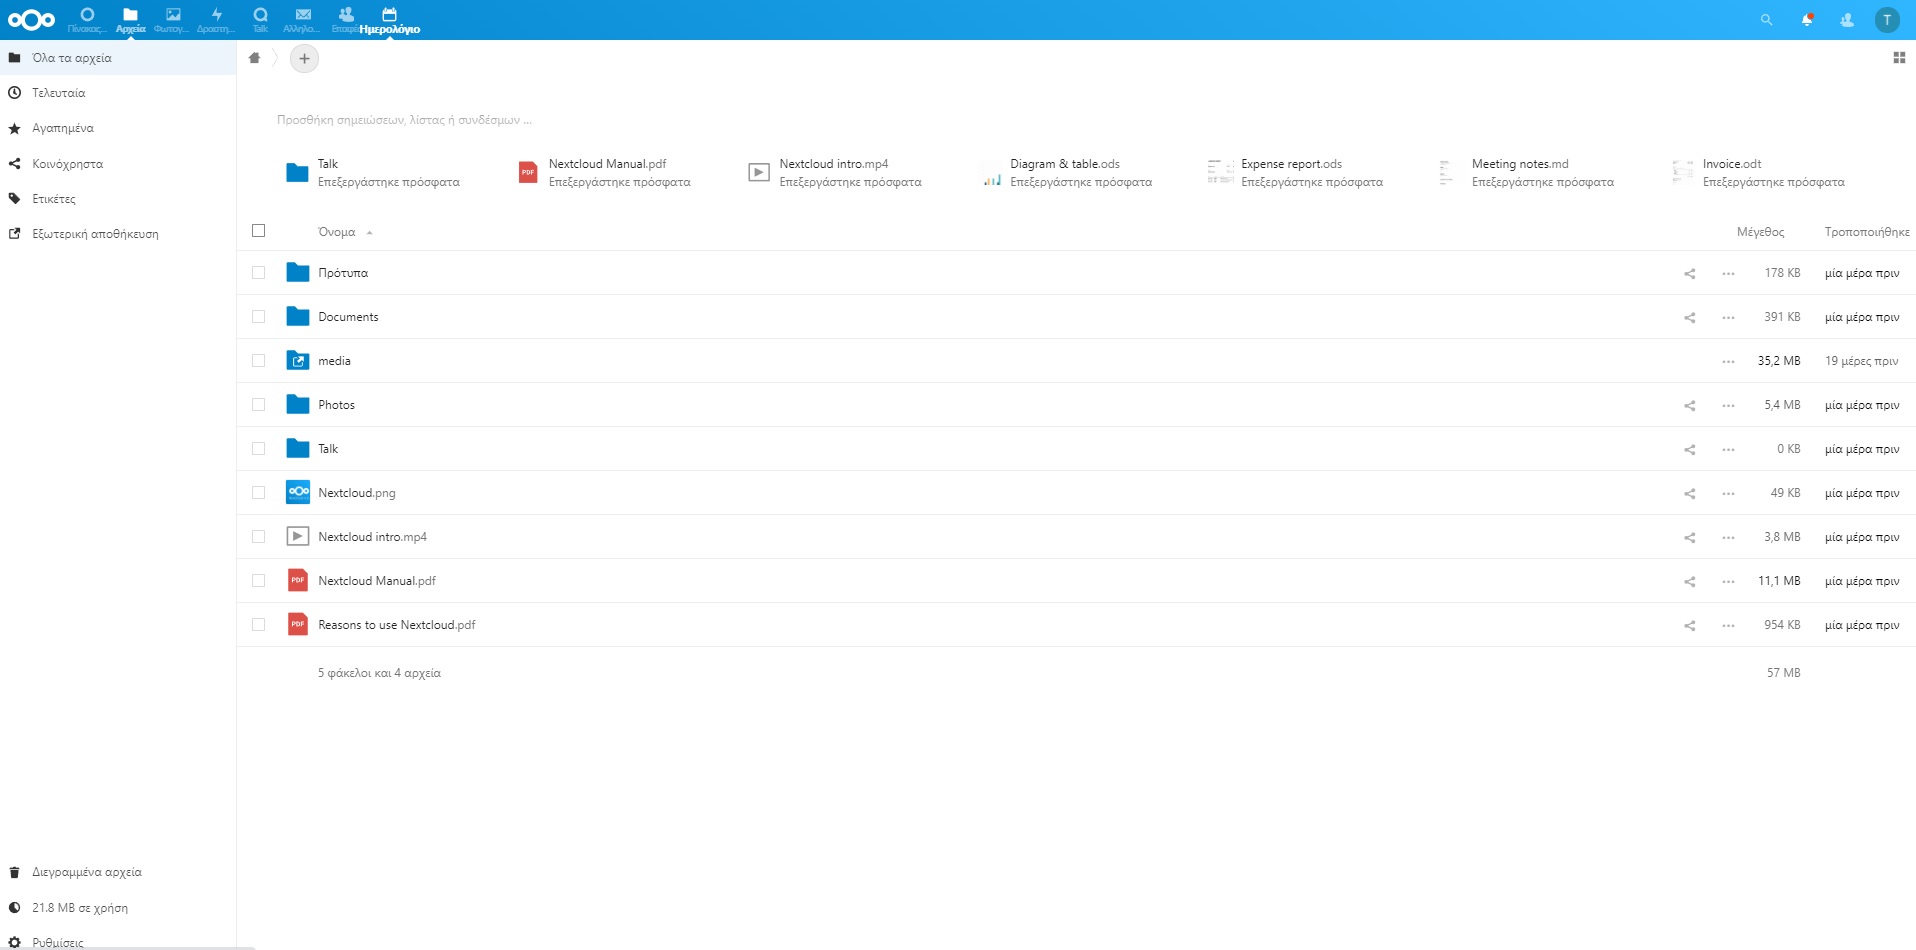 Πίνακας...
Αρχεία
Φωτογ...
Δραστη...
Talk
Αλληλο...
Ημερολόγιο
T
Όλα τα αρχεία
Τελευταία
Αγαπημένα
Κοινόχρηστα
Ετικέτες
Εξωτερική αποθήκευση
Προσθήκη σημειώσεων, λίστας ή συνδέσμων ...
Talk
Επεξεργάστηκε πρόσφατα
Nextcloud Manual.pdf
Επεξεργάστηκε πρόσφατα
Nextcloud intro.mp4
Επεξεργάστηκε πρόσφατα
Diagram & table.ods
Επεξεργάστηκε πρόσφατα
Expense report.ods
Επεξεργάστηκε πρόσφατα
Meeting notes.md
Επεξεργάστηκε πρόσφατα
Invoice.odt
Επεξεργάστηκε πρόσφατα
Όνομα Μέγεθος Τροποποιήθηκε
Πρότυπα 178 KB μία μέρα πριν
Documents 391 KB μία μέρα πριν
media 35,2 MB 19 μέρες πριν
Photos 5,4 MB μία μέρα πριν
Talk 0 KB μία μέρα πριν
Nextcloud.png 49 KB μία μέρα πριν
Nextcloud intro.mp4 3,8 MB μία μέρα πριν
PDF Nextcloud Manual.pdf 11,1 MB μία μέρα πριν
PDF Reasons to use Nextcloud.pdf 954 KB μία μέρα πριν
5 φάκελοι και 4 αρχεία 57 MB
Διεγραμμένα αρχεία
21.8 MB σε χρήση
Ρυθμίσεις